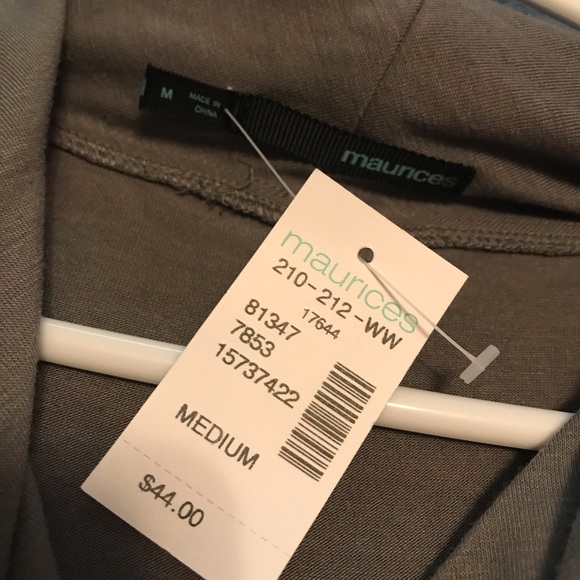 M
MADE IN
CHINA
maurices
maurices
210-212-WW
17644
81347
7853
15737422
MEDIUM
$44.00